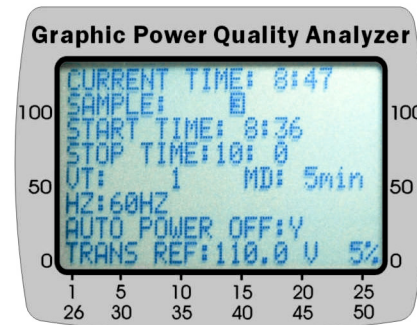 Graphic Power Quality Analyzer
CURRENT TIME: 8:47
SAMPLE: 3
START TIME: 8:36
STOP TIME:10: 0
VT: 1 MD: 5min
HZ:60HZ
AUTO POWER OFF:Y
TRANS REF:110.0 V 5%
100 100
50 50
0 0
1 5 10 15 20 25
26 30 35 40 45 50